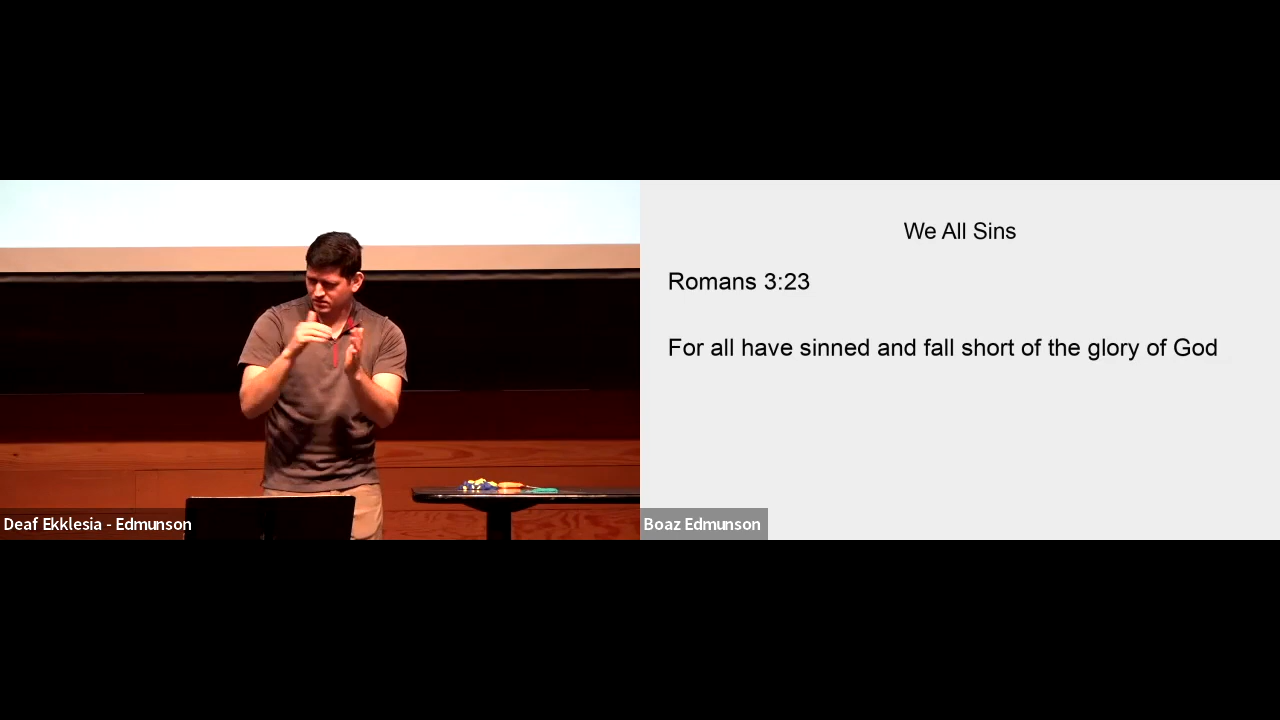 We All Sins
Romans 3:23
For all have sinned and fall short of the glory of God
Deaf Ekklesia - Edmunson
Boaz Edmunson